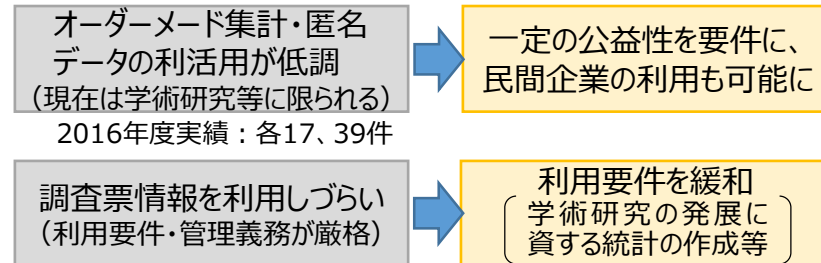 オーダーメード集計・匿名
データの利活用が低調
（現在は学術研究等に限られる）
2016年度実績：各17、39件
一定の公益性を要件に、
民間企業の利用も可能に
調査票情報を利用しづらい
（利用要件・管理義務が厳格）
利用要件を緩和
学術研究の発展に
資する統計の作成等